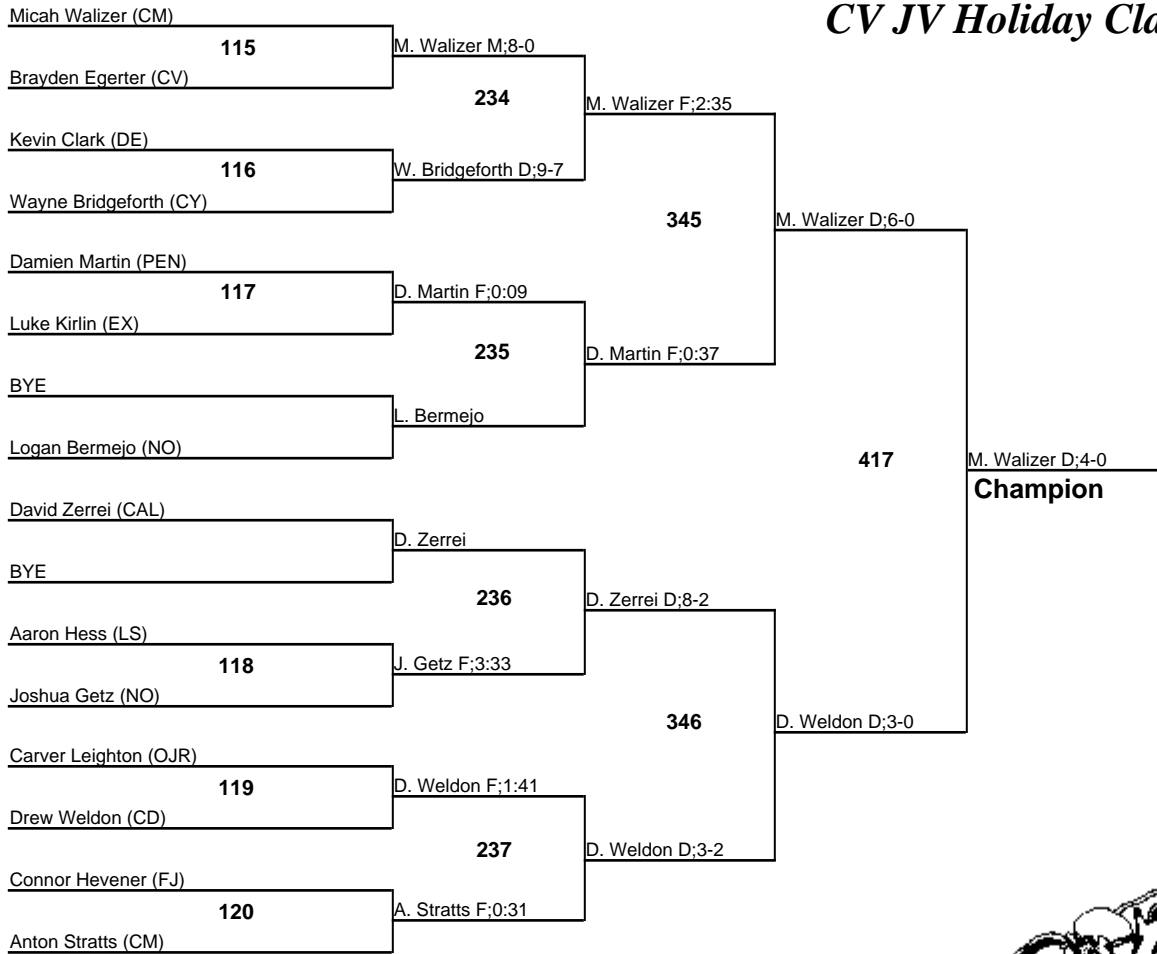 CV JV Holiday
Micah Walizer (CM)
115
Brayden Egerter (CV)
M. Walizer M;8-0
234
Kevin Clark (DE)
116
Wayne Bridgeforth (CY)
W. Bridgeforth D;9-7
M. Walizer F;2:35
345
Damien Martin (PEN)
117
Luke Kirlin (EX)
D. Martin F;0:09
235
BYE
Logan Bermejo (NO)
L. Bermejo
D. Martin F;0:37
M. Walizer D;6-0
417
M. Walizer D;4-0
Champion
David Zerrei (CAL)
BYE
D. Zerrei
236
Aaron Hess (LS)
118
Joshua Getz (NO)
J. Getz F;3:33
D. Zerrei D;8-2
346
Carver Leighton (OJR)
119
Drew Weldon (CD)
D. Weldon F;1:41
237
Connor Hevener (FJ)
120
Anton Stratts (CM)
A. Stratts F;0:31
D. Weldon D;3-2
D. Weldon D;3-0